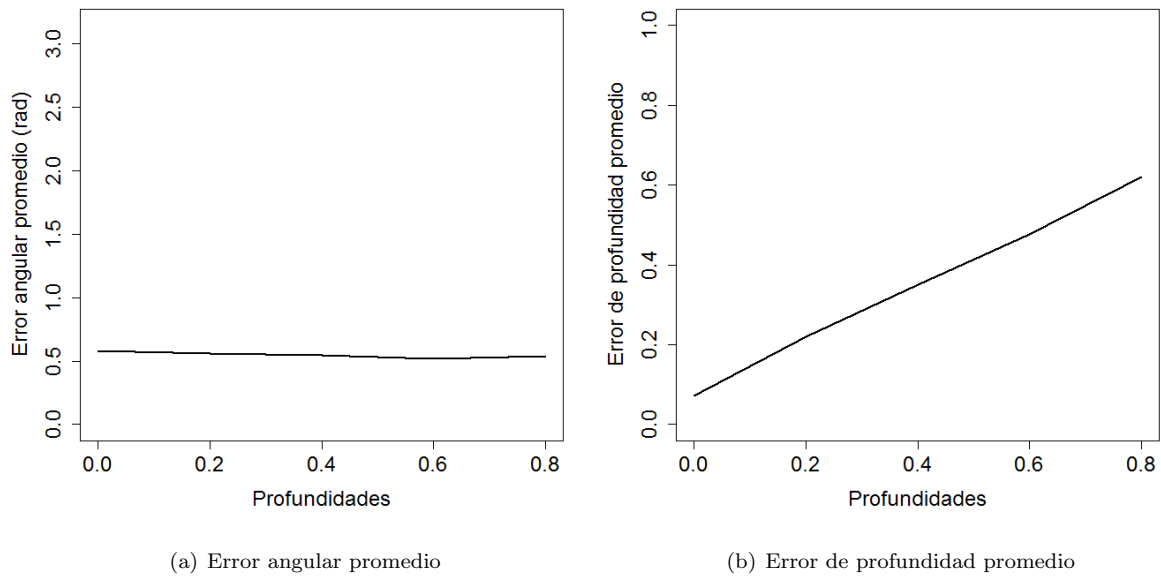 Error angular promedio (rad)
3.0
2.5
2.0
1.5
1.0
0.5
0.0
0.0 0.2 0.4 0.6 0.8
Profundidades
(a) Error angular promedio
Error de profundidad promedio
1.0
0.8
0.6
0.4
0.2
0.0
0.0 0.2 0.4 0.6 0.8
Profundidades
(b) Error de profundidad promedio